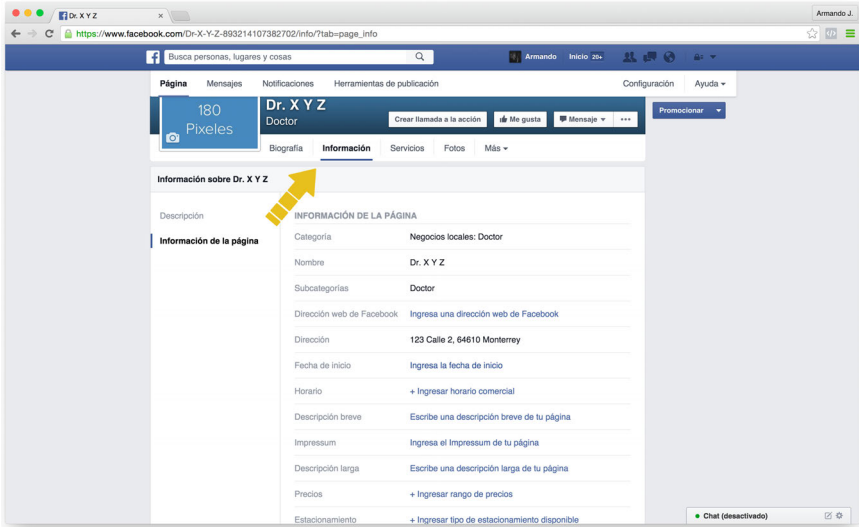 Dr. X Y Z
Armando J.
https://www.facebook.com/Dr-X-Y-Z-893214107382702/info/?tab=page_info
Busca personas, lugares y cosas
Armando Inicio 20+
Página Mensajes Notificaciones Herramientas de publicación Configuración Ayuda
180
Pixeles
Dr. X Y Z
Doctor
Crear llamada a la acción Me gusta Mensaje •••
Promocionar
Biografía Información Servicios Fotos Más
Información sobre Dr. X Y Z
Descripción
Información de la página
INFORMACIÓN DE LA PÁGINA
Categoría Negocios locales: Doctor
Nombre Dr. X Y Z
Subcategorías Doctor
Dirección web de Facebook Ingresa una dirección web de Facebook
Dirección 123 Calle 2, 64610 Monterrey
Fecha de inicio Ingresa la fecha de inicio
Horario + Ingresar horario comercial
Descripción breve Escribe una descripción breve de tu página
Impressum Ingresa el Impressum de tu página
Descripción larga Escribe una descripción larga de tu página
Precios + Ingresar rango de precios
Estacionamiento + Ingresar tipo de estacionamiento disponible
Chat (desactivado)